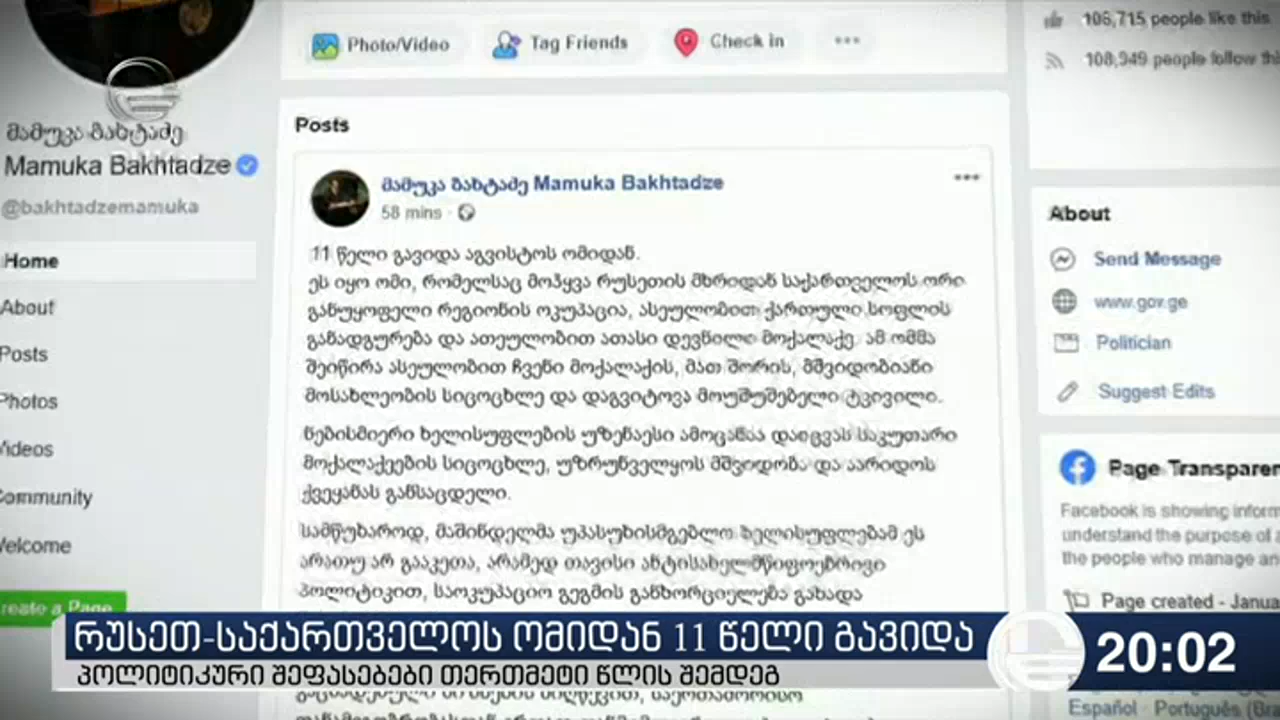 Photo/Video
Tag Friends
Check in
106,715 people like this
108,949 people follow this
მამუკა ბახტაძე
Mamuka Bakhtadze
@bakhtadzemamuka
Home
About
Posts
Photos
Videos
Community
Welcome
Create a Page
Posts
მამუკა ბახტაძე Mamuka Bakhtadze
58 mins
11 წელი გავიდა აგვისტოს ომიდან.
ეს იყო ომი, რომელსაც მოჰყვა რუსეთის მხრიდან საქართველოს ორი
განუყოფელი რეგიონის ოკუპაცია, ასეულობით ქართული სოფლის
განადგურება და ათეულობით ათასი დევნილი მოქალაქე. ამ ომმა
შეიწირა ასეულობით ჩვენი მოქალაქის, მათ შორის, მშვიდობიანი
მოსახლეობის სიცოცხლე და დაგვიტოვა მოუშუშებელი ტკივილი.
ნებისმიერი ხელისუფლების უზენაესი ამოცანაა დაიცვას საკუთარი
მოქალაქეების სიცოცხლე, უზრუნველყოს მშვიდობა და აარიდოს
ქვეყანას განსაცდელი.
სამწუხაროდ, მაშინდელმა უპასუხისმგებლო ხელისუფლებამ ეს
არათუ არ გააკეთა, არამედ თავისი ანტისახელმწიფოებრივი
პოლიტიკით, საოკუპაციო გეგმის განხორციელება გახადა
About
Send Message
www.gov.ge
Politician
Suggest Edits
Page Transparen
Facebook is showing inform
understand the purpose of a
the people who manage an
Page created - Janua
Español · Português (Bra
რუსეთ-საქართველოს ომიდან 11 წელი გავიდა
პოლიტიკური შეფასებები თერთმეტი წლის შემდეგ
20:02